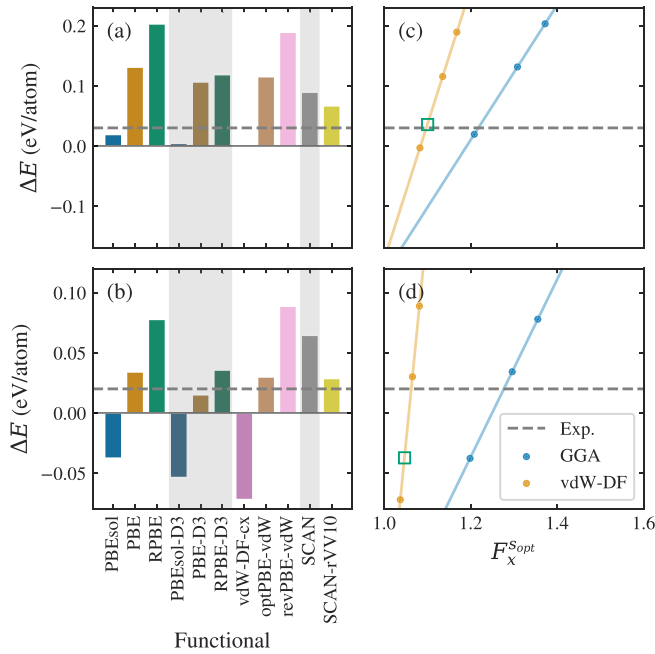 (a)
(c)
0.2
0.1
0.0
−0.1
ΔE (eV/atom)
(b)
(d)
0.10
0.05
0.00
−0.05
ΔE (eV/atom)
Exp.
GGA
vdW-DF
1.0
1.2
1.4
1.6
PBEsol
PBE
RPBE
PBEsol-D3
PBE-D3
RPBE-D3
vdW-DF-cx
optPBE-vdW
revPBE-vdW
SCAN
SCAN-rVV10
F_x^{s_{opt}}
Functional